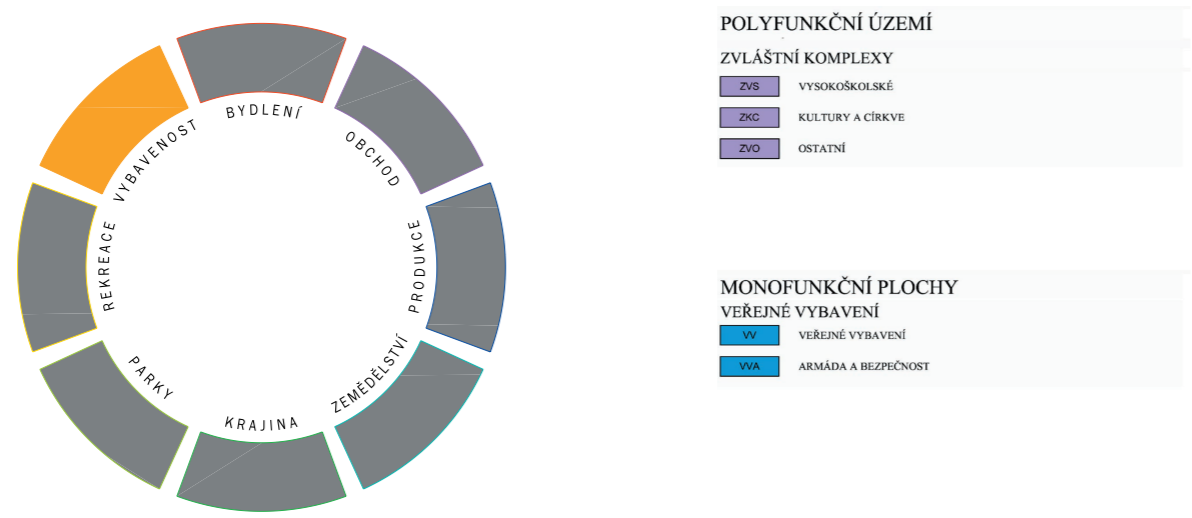 BYDLENÍ
OBCHOD
PRODUKCE
ZEMĚDĚLSTVÍ
KRAJINA
PARKY
REKREACE
VYBAVENOST
POLYFUNKČNÍ ÚZEMÍ
ZVLÁŠTNÍ KOMPLEXY
ZVS VYSOKOŠKOLSKÉ
ZKC KULTURY A CÍRKVE
ZVO OSTATNÍ
MONOFUNKČNÍ PLOCHY
VEŘEJNÉ VYBAVENÍ
VV VEŘEJNÉ VYBAVENÍ
VVA ARMÁDA A BEZPEČNOST